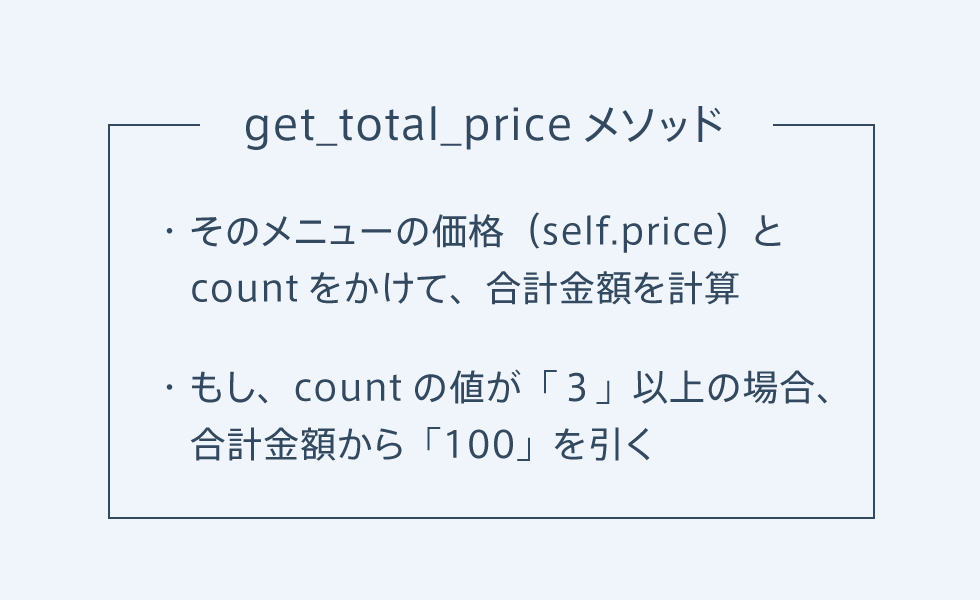 get_total_price メソッド
・そのメニューの価格（self.price）と
count をかけて、合計金額を計算
・もし、count の値が「３」以上の場合、
合計金額から「100」を引く